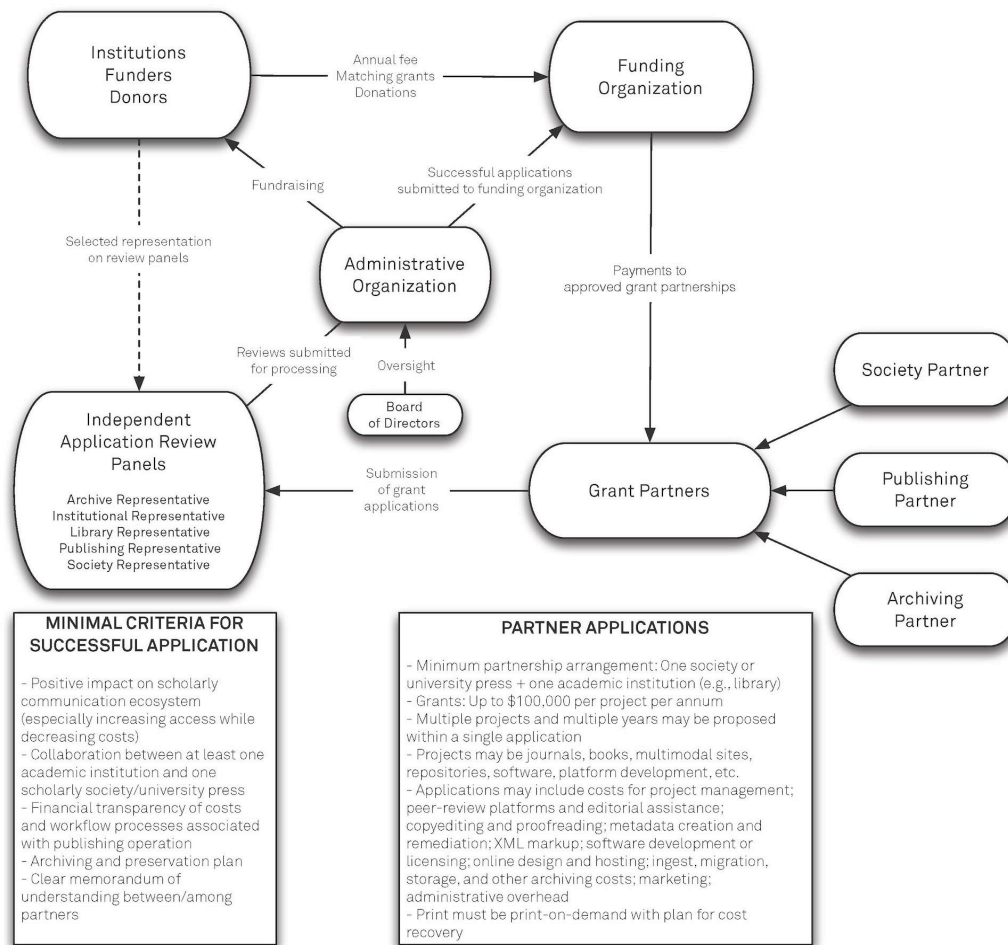 Institutions
Funders
Donors
Annual fee
Matching grants
Donations
Funding
Organization
Fundraising
Successful applications
submitted to funding organization
Selected representation
on review panels
Administrative
Organization
Payments to
approved grant partnerships
Reviews submitted
for processing
Oversight
Board
of Directors
Society Partner
Independent
Application Review
Panels
Archive Representative
Institutional Representative
Library Representative
Publishing Representative
Society Representative
Submission
of grant
applications
Grant Partners
Publishing
Partner
Archiving
Partner
MINIMAL CRITERIA FOR
SUCCESSFUL APPLICATION
- Positive impact on scholarly
communication ecosystem
(especially increasing access while
decreasing costs)
- Collaboration between at least one
academic institution and one
scholarly society/university press
- Financial transparency of costs
and workflow processes associated
with publishing operation
- Archiving and preservation plan
- Clear memorandum of
understanding between/among
partners
PARTNER APPLICATIONS
- Minimum partnership arrangement: One society or
university press + one academic institution (e.g., library)
- Grants: Up to $100,000 per project per annum
- Multiple projects and multiple years may be proposed
within a single application
- Projects may be journals, books, multimodal sites,
repositories, software, platform development, etc.
- Applications may include costs for project management;
peer-review platforms and editorial assistance;
copyediting and proofreading; metadata creation and
remediation; XML markup; software development or
licensing; online design and hosting; ingest, migration,
storage, and other archiving costs; marketing;
administrative overhead
- Print must be print-on-demand with plan for cost
recovery